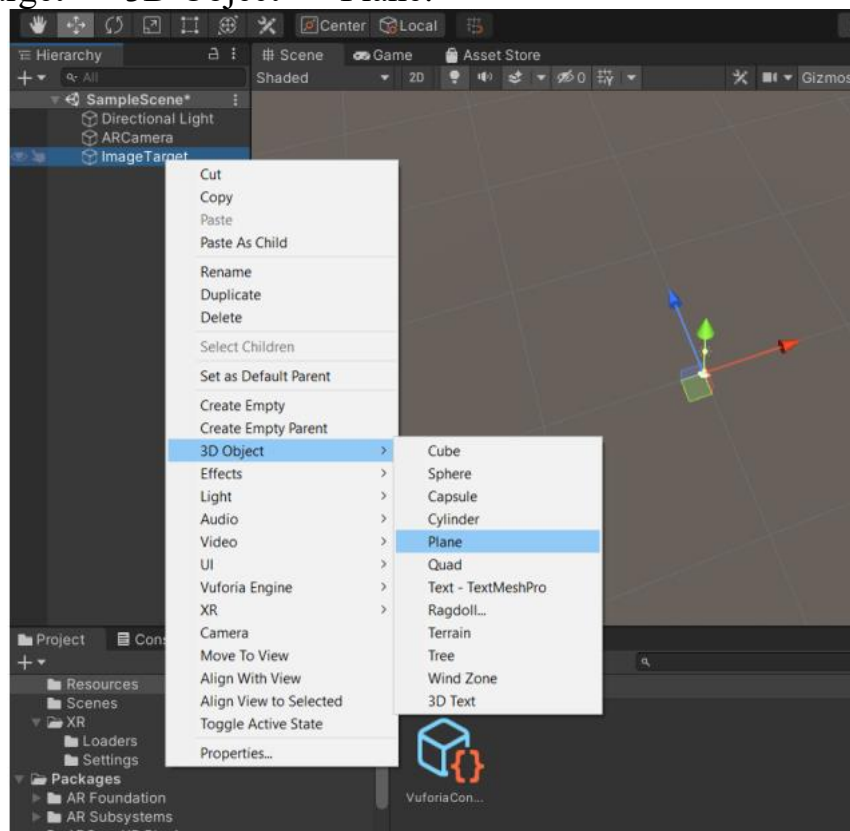 3D Object
Plane.
Center Local
Hierarchy
Scene Game Asset Store
All
Shaded 2D 0 Gizmos
SampleScene*
Directional Light
ARCamera
ImageTarget
Cut
Copy
Paste
Paste As Child
Rename
Duplicate
Delete
Select Children
Set as Default Parent
Create Empty
Create Empty Parent
3D Object >
Effects >
Light >
Audio >
Video >
UI >
Vuforia Engine >
XR >
Camera
Move To View
Align With View
Align View to Selected
Toggle Active State
Properties...
Cube
Sphere
Capsule
Cylinder
Plane
Quad
Text - TextMeshPro
Ragdoll...
Terrain
Tree
Wind Zone
3D Text
Project
Resources
Scenes
XR
Loaders
Settings
Packages
AR Foundation
AR Subsystems
VuforiaCon...